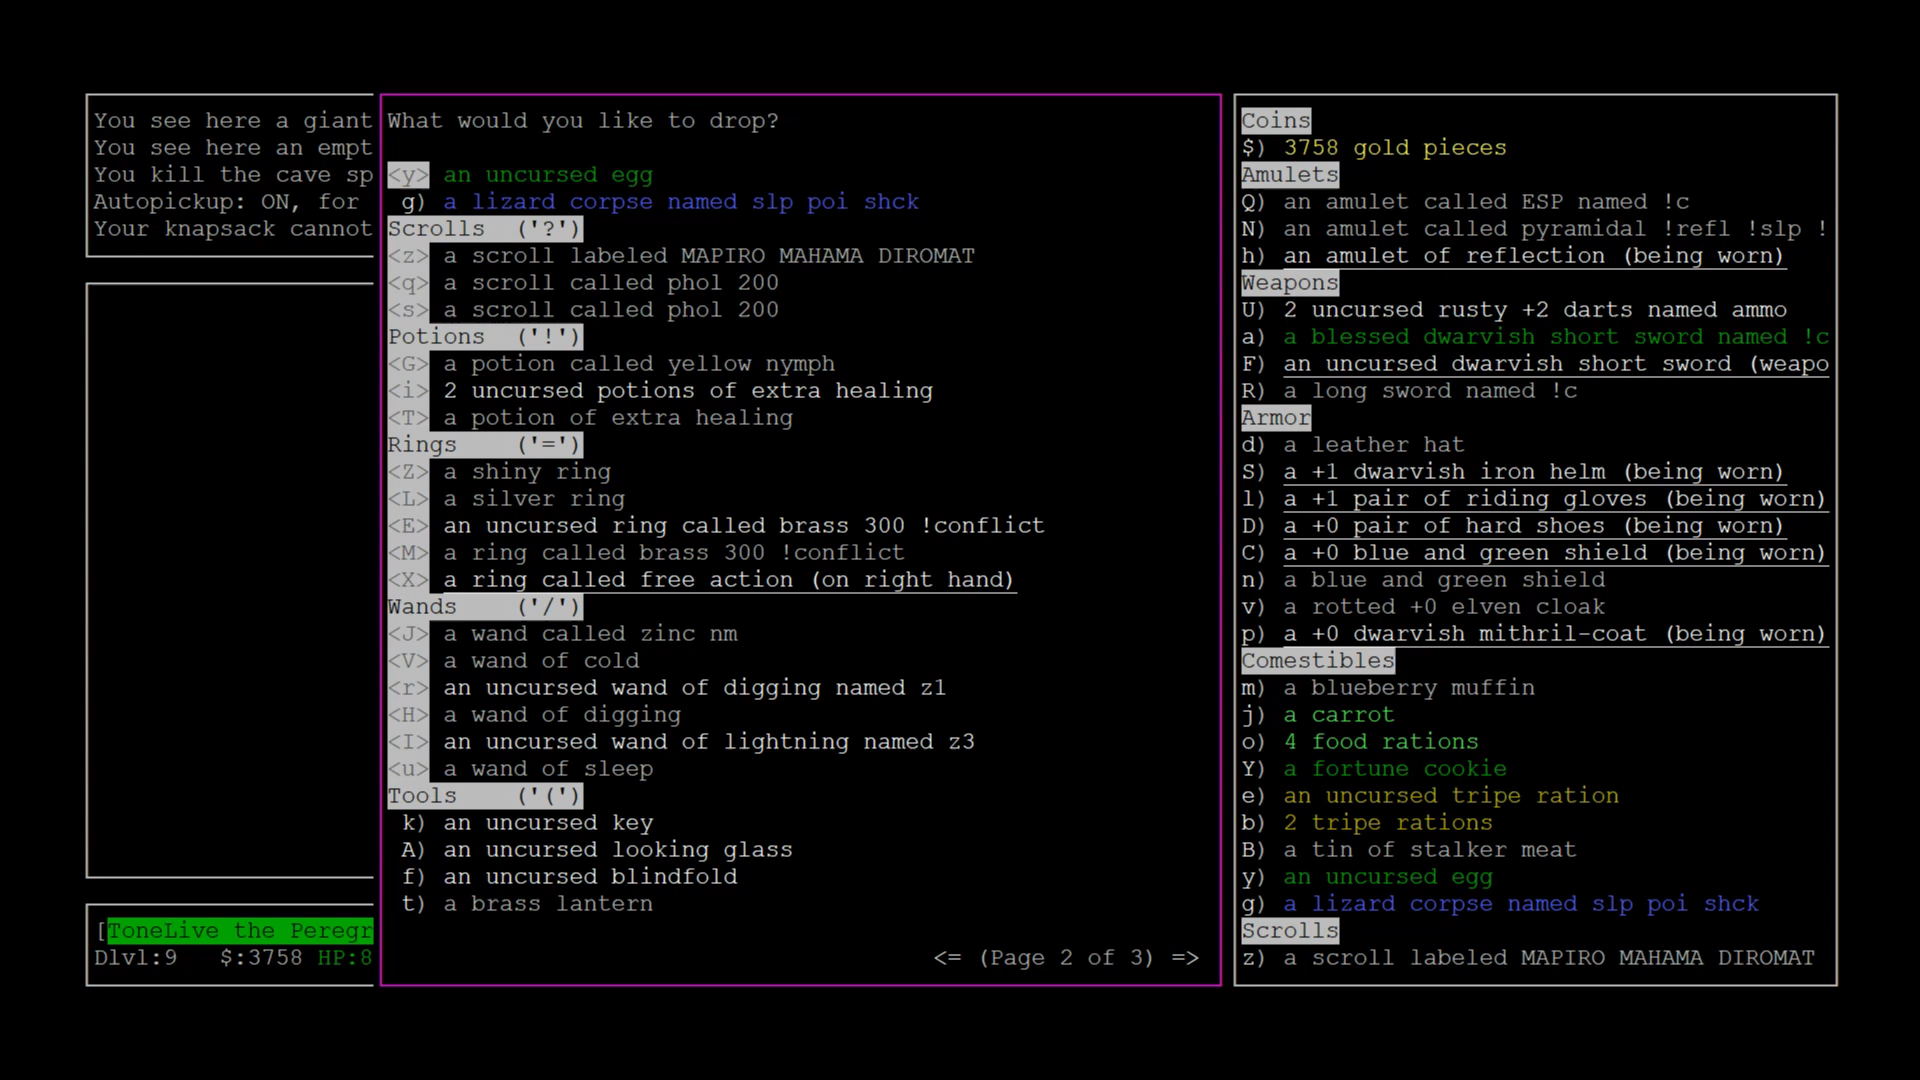 You see here a giant
You see here an empt
You kill the cave sp
Autopickup: ON, for
Your knapsack cannot
[ToneLive the Peregr
Dlvl:9 $:3758 HP:8
What would you like to drop?
<y> an uncursed egg
g) a lizard corpse named slp poi shck
Scrolls ('?')
<z> a scroll labeled MAPIRO MAHAMA DIROMAT
<q> a scroll called phol 200
<s> a scroll called phol 200
Potions ('!')
<G> a potion called yellow nymph
<i> 2 uncursed potions of extra healing
<T> a potion of extra healing
Rings ('=')
<Z> a shiny ring
<L> a silver ring
<E> an uncursed ring called brass 300 !conflict
<M> a ring called brass 300 !conflict
<X> a ring called free action (on right hand)
Wands ('/')
<J> a wand called zinc nm
<V> a wand of cold
<r> an uncursed wand of digging named z1
<H> a wand of digging
<I> an uncursed wand of lightning named z3
<u> a wand of sleep
Tools ('(')
k) an uncursed key
A) an uncursed looking glass
f) an uncursed blindfold
t) a brass lantern
<= (Page 2 of 3) =>
Coins
$) 3758 gold pieces
Amulets
Q) an amulet called ESP named !c
N) an amulet called pyramidal !refl !slp !
h) an amulet of reflection (being worn)
Weapons
U) 2 uncursed rusty +2 darts named ammo
a) a blessed dwarvish short sword named !c
F) an uncursed dwarvish short sword (weapo
R) a long sword named !c
Armor
d) a leather hat
S) a +1 dwarvish iron helm (being worn)
l) a +1 pair of riding gloves (being worn)
D) a +0 pair of hard shoes (being worn)
C) a +0 blue and green shield (being worn)
n) a blue and green shield
v) a rotted +0 elven cloak
p) a +0 dwarvish mithril-coat (being worn)
Comestibles
m) a blueberry muffin
j) a carrot
o) 4 food rations
Y) a fortune cookie
e) an uncursed tripe ration
b) 2 tripe rations
B) a tin of stalker meat
y) an uncursed egg
g) a lizard corpse named slp poi shck
Scrolls
z) a scroll labeled MAPIRO MAHAMA DIROMAT